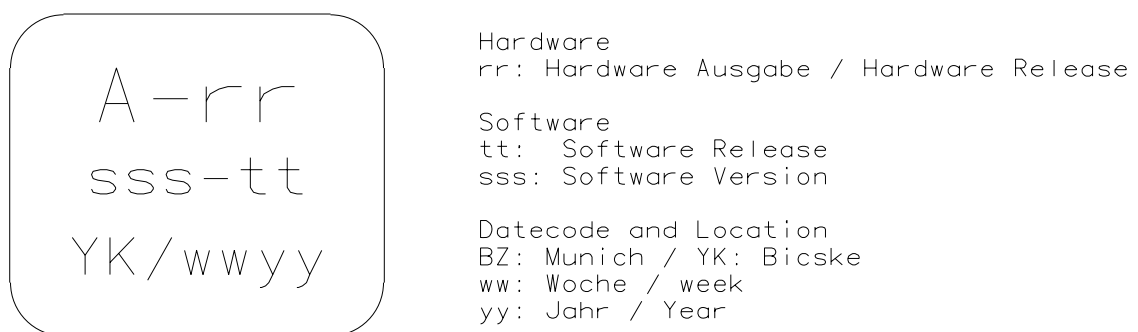 A-rr
sss-tt
YK/wwyy
Hardware
rr: Hardware Ausgabe / Hardware Release
Software
tt:  Software Release
sss: Software Version
Datecode and Location
BZ: Munich / YK: Bicske
ww: Woche / week
yy: Jahr / Year